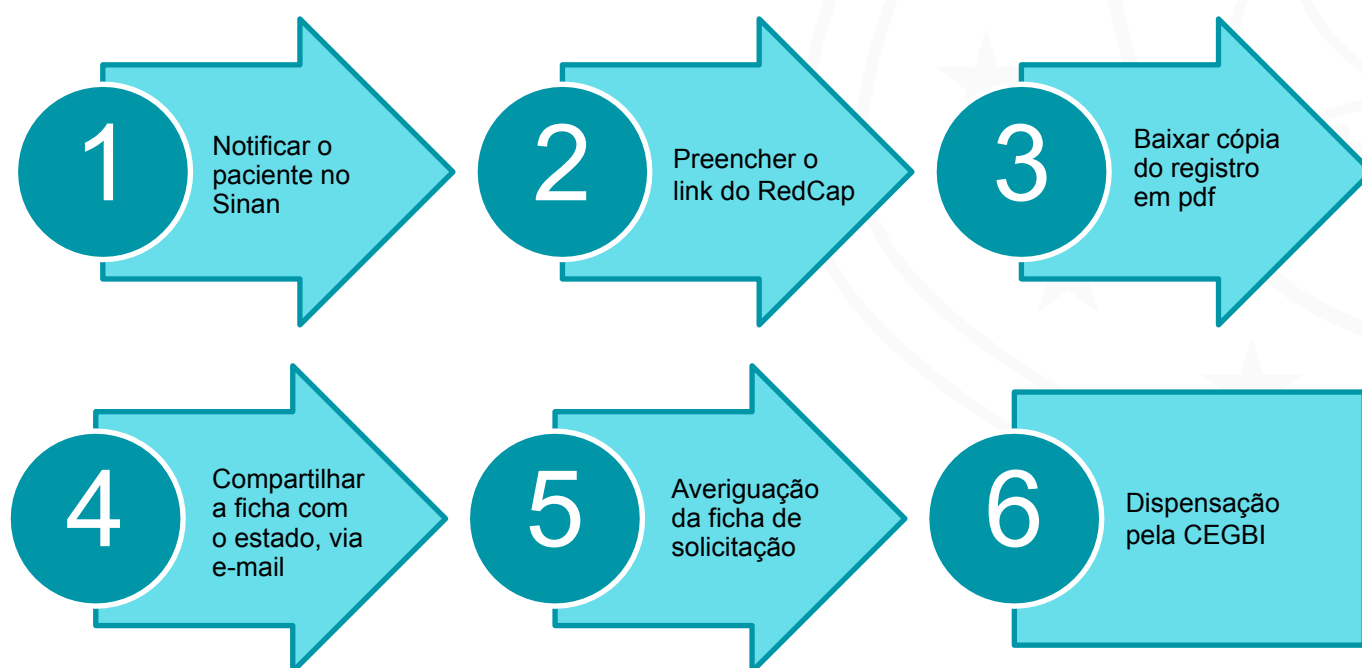 1
Notificar o
paciente no
Sinan
2
Preencher o
link do RedCap
3
Baixar cópia
do registro
em pdf
4
Compartilhar
a ficha com
o estado, via
e-mail
5
Averiguação
da ficha de
solicitação
6
Dispensação
pela CEGBI